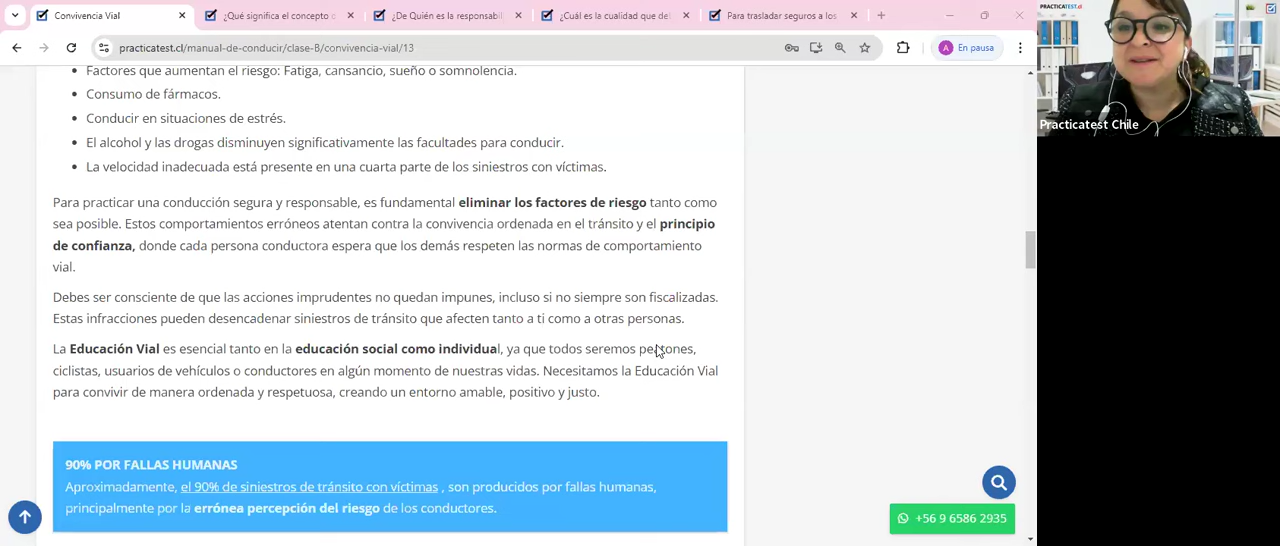 Convivencia Vial
¿Qué significa el concepto d
¿De Quién es la responsabil
¿Cuál es la cualidad que de
Para trasladar seguros a los
practicatest.cl/manual-de-conducir/clase-B/convivencia-vial/13
A En pausa
Factores que aumentan el riesgo: Fatiga, cansancio, sueño o somnolencia.
Consumo de fármacos.
Conducir en situaciones de estrés.
El alcohol y las drogas disminuyen significativamente las facultades para conducir.
La velocidad inadecuada está presente en una cuarta parte de los siniestros con víctimas.
Para practicar una conducción segura y responsable, es fundamental eliminar los factores de riesgo tanto como
sea posible. Estos comportamientos erróneos atentan contra la convivencia ordenada en el tránsito y el principio
de confianza, donde cada persona conductora espera que los demás respeten las normas de comportamiento
vial.
Debes ser consciente de que las acciones imprudentes no quedan impunes, incluso si no siempre son fiscalizadas.
Estas infracciones pueden desencadenar siniestros de tránsito que afecten tanto a ti como a otras personas.
La Educación Vial es esencial tanto en la educación social como individual, ya que todos seremos peatones,
ciclistas, usuarios de vehículos o conductores en algún momento de nuestras vidas. Necesitamos la Educación Vial
para convivir de manera ordenada y respetuosa, creando un entorno amable, positivo y justo.
90% POR FALLAS HUMANAS
Aproximadamente, el 90% de siniestros de tránsito con víctimas , son producidos por fallas humanas,
principalmente por la errónea percepción del riesgo de los conductores.
+56 9 6586 2935
PRACTICATEST.CL
Practicatest Chile